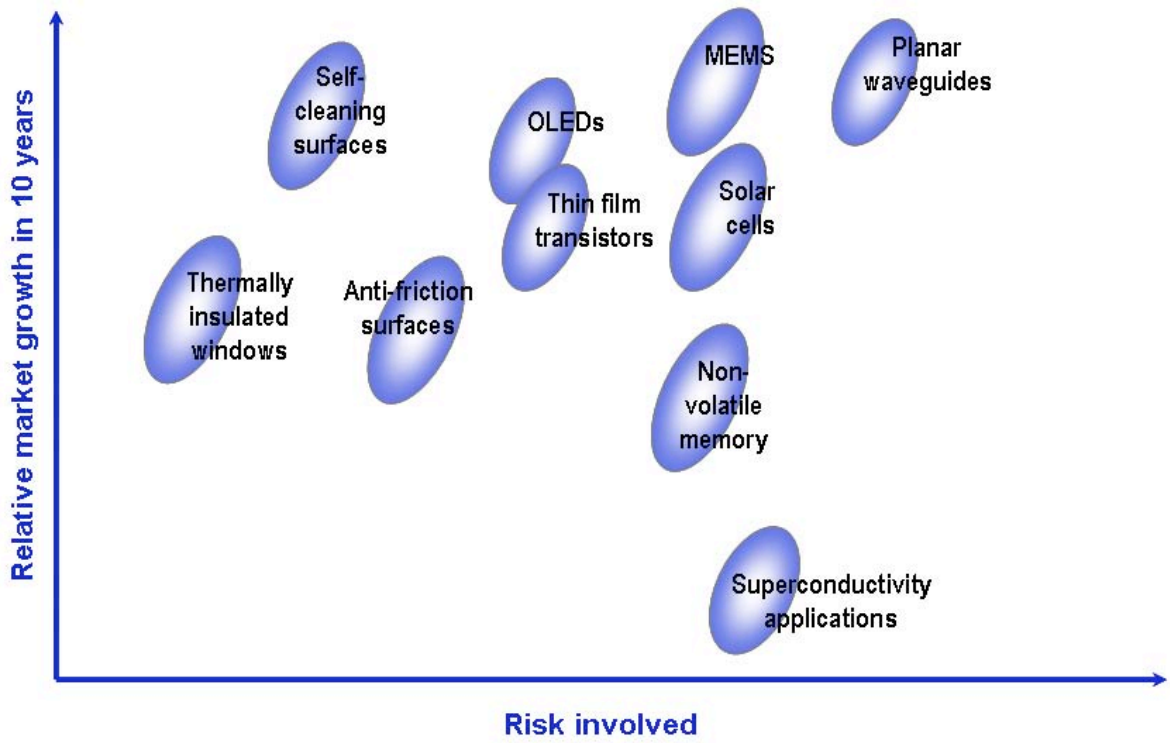 Relative market growth in 10 years
Self-
cleaning
surfaces
OLEDs
MEMS
Planar
waveguides
Thin film
transistors
Solar
cells
Thermally
insulated
windows
Anti-friction
surfaces
Non-
volatile
memory
Superconductivity
applications
Risk involved